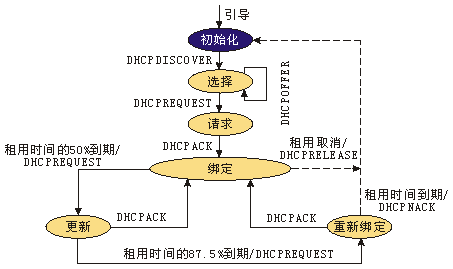 引导
初始化
DHCPDISCOVER
选择
DHCPOFFER
DHCPREQUEST
请求
DHCPACK
租用取消/
DHCPRELEASE
租用时间的50%到期/
DHCPREQUEST
绑定
租用时间到期/
DHCPNACK
DHCPACK
DHCPACK
更新
重新绑定
租用时间的87.5%到期/DHCPREQUEST